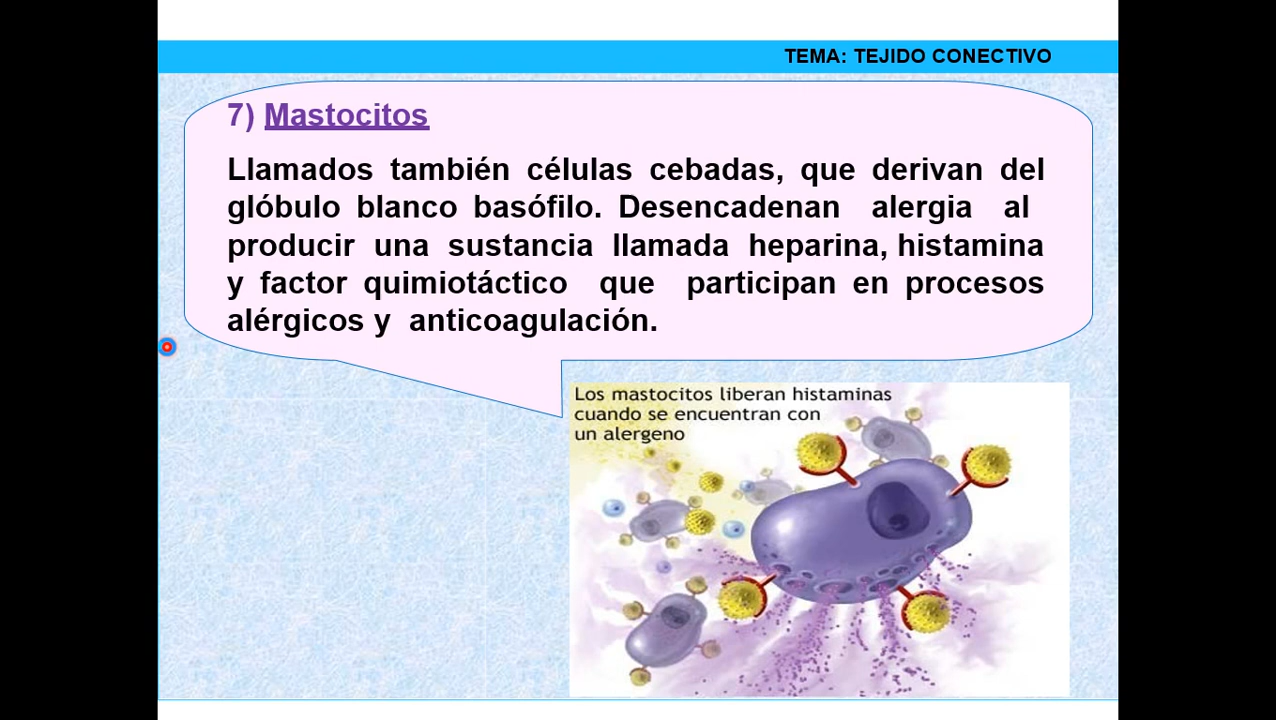 TEMA: TEJIDO CONECTIVO
7) Mastocitos
Llamados también células cebadas, que derivan del
glóbulo blanco basófilo. Desencadenan alergia al
producir una sustancia llamada heparina, histamina
y factor quimiotáctico que participan en procesos
alérgicos y anticoagulación.
Los mastocitos liberan histaminas
cuando se encuentran con
un alergeno